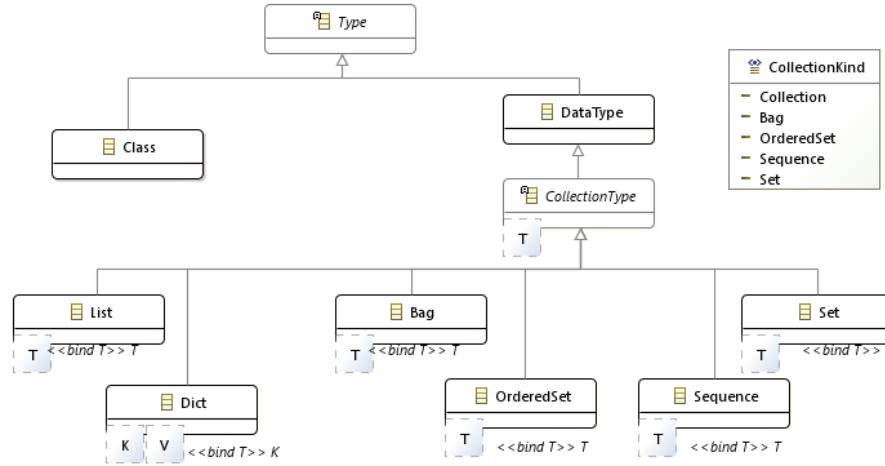 Type
CollectionKind
Collection
Bag
OrderedSet
Sequence
Set
Class
DataType
CollectionType
T
List
T
<<bind T>> T
Bag
T
<<bind T>> T
Set
T
<<bind T>>
Dict
K
V
<<bind T>> K
OrderedSet
T
<<bind T>> T
Sequence
T
<<bind T>> T